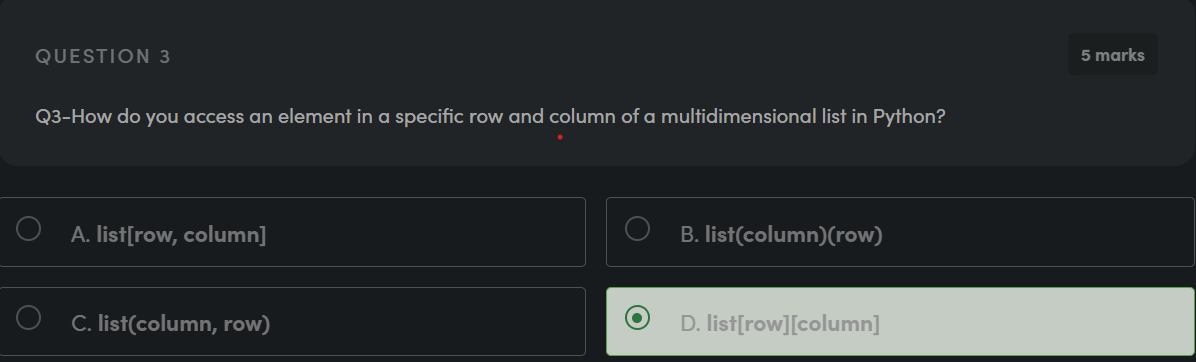 QUESTION 3
5 marks
Q3-How do you access an element in a specific row and column of a multidimensional list in Python?
A. list[row, column]
B. list(column)(row)
C. list(column, row)
D. list[row][column]